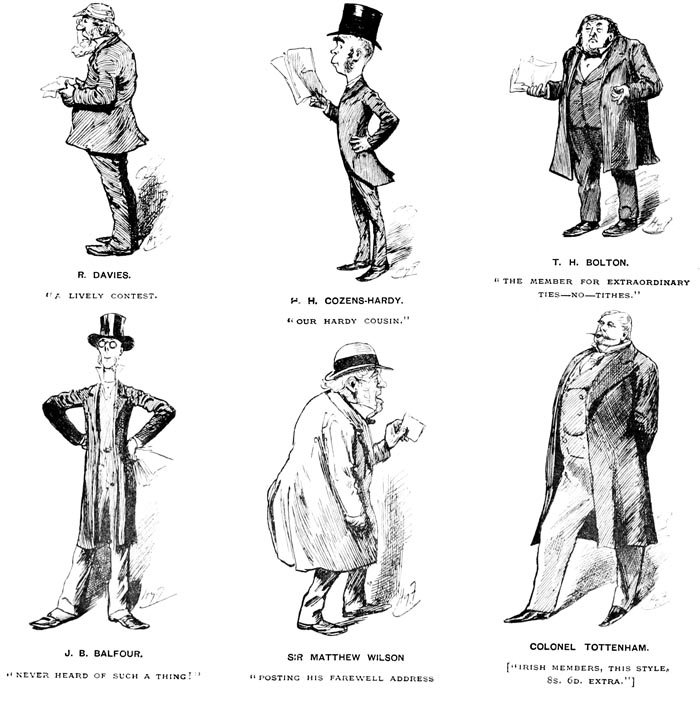 R. DAVIES.
"A LIVELY CONTEST.
H. H. COZENS-HARDY.
"OUR HARDY COUSIN."
T. H. BOLTON.
"THE MEMBER FOR EXTRAORDINARY
TIES—NO—TITHES."
J. B. BALFOUR.
"NEVER HEARD OF SUCH A THING!"
SIR MATTHEW WILSON
"POSTING HIS FAREWELL ADDRESS
COLONEL TOTTENHAM.
["IRISH MEMBERS, THIS STYLE,
8S. 6D. EXTRA."]